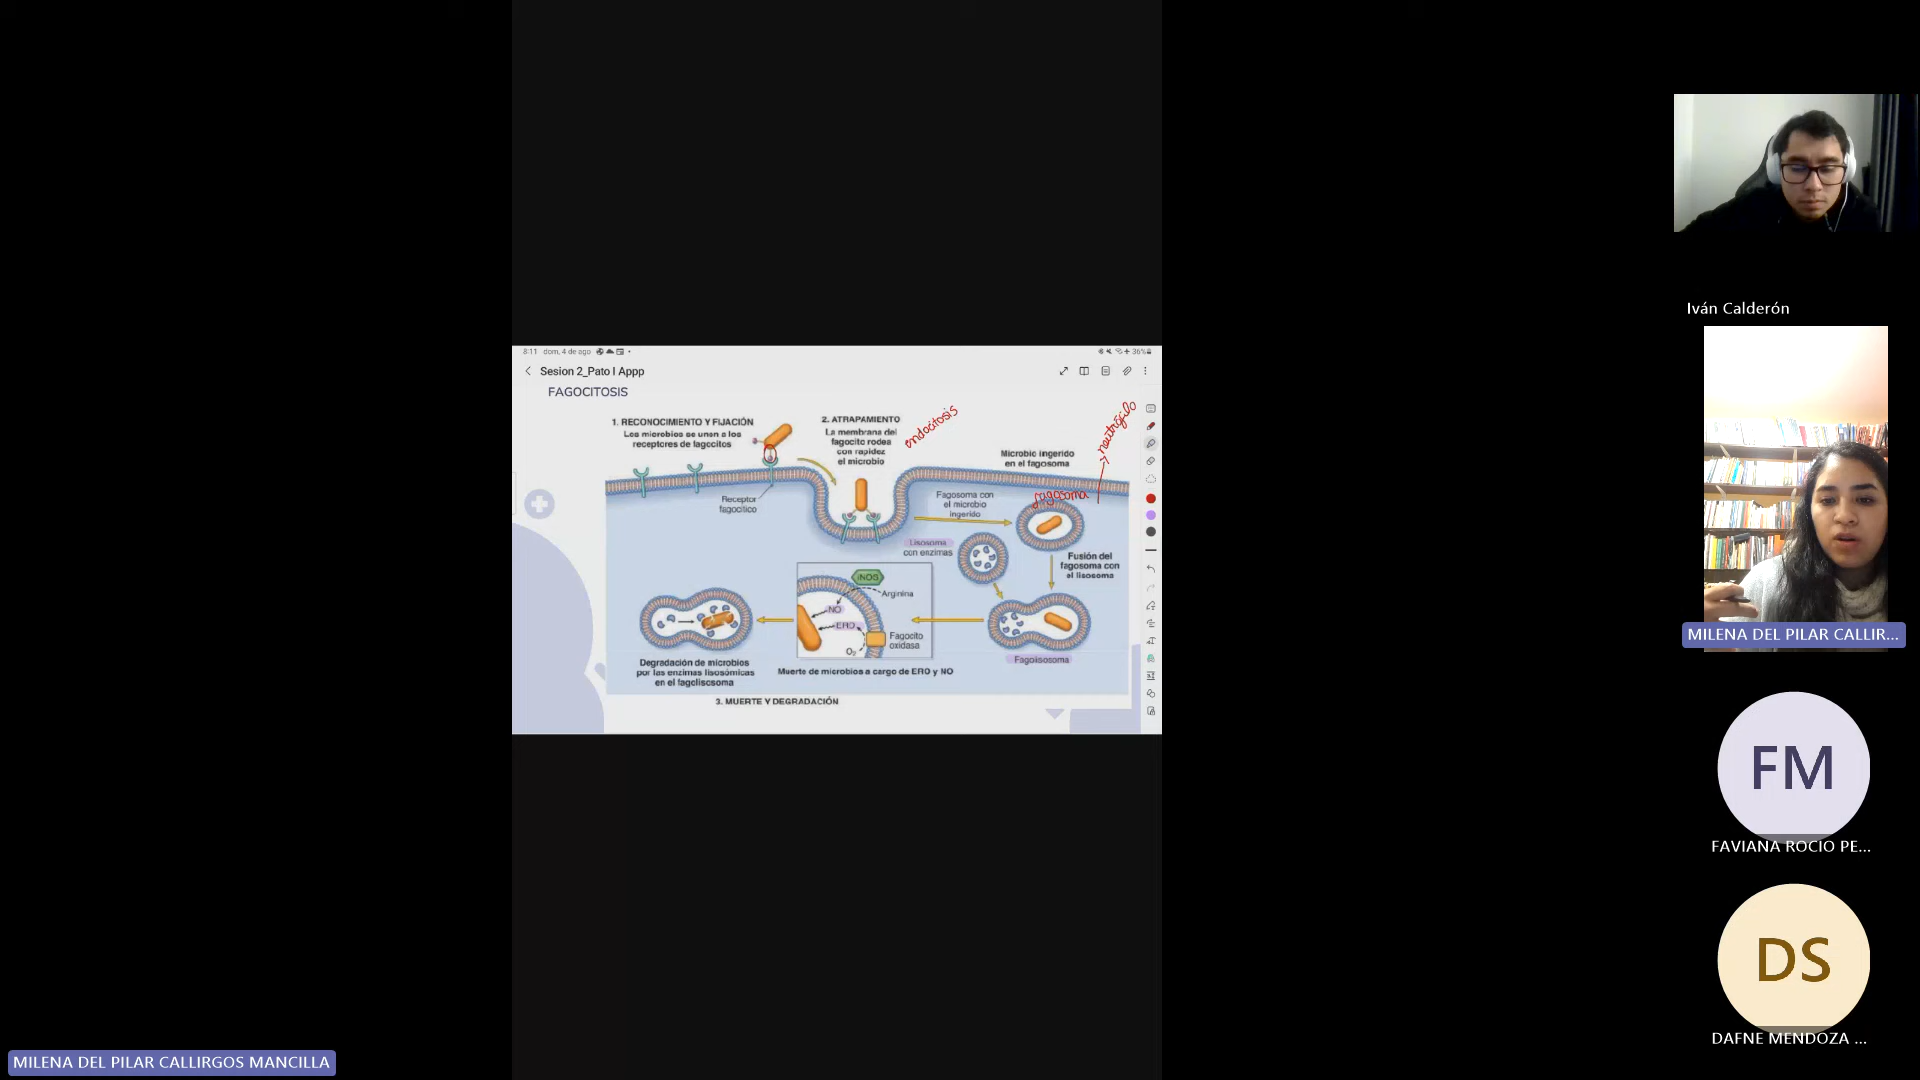 8:11 dom, 4 de ago
36%
Sesion 2_Pato I Appp
FAGOCITOSIS
1. RECONOCIMIENTO Y FIJACIÓN
Los microbios se unen a los
receptores de fagocitos
2. ATRAPAMIENTO
La membrana del
fagocito rodea
con rapidez
el microbio
endocitosis
neutrófilo
Microbio ingerido
en el fagosoma
Receptor
fagocítico
Fagosoma con
el microbio
ingerido
fagosoma
Lisosoma
con enzimas
Fusión del
fagosoma con
el lisosoma
iNOS
Arginina
NO
ERO
Fagocito
oxidasa
O₂
Fagolisosoma
Degradación de microbios
por las enzimas lisosómicas
en el fagolisosoma
Muerte de microbios a cargo de ERO y NO
3. MUERTE Y DEGRADACIÓN
Iván Calderón
MILENA DEL PILAR CALLIR...
FM
FAVIANA ROCIO PE...
DS
DAFNE MENDOZA ...
MILENA DEL PILAR CALLIRGOS MANCILLA